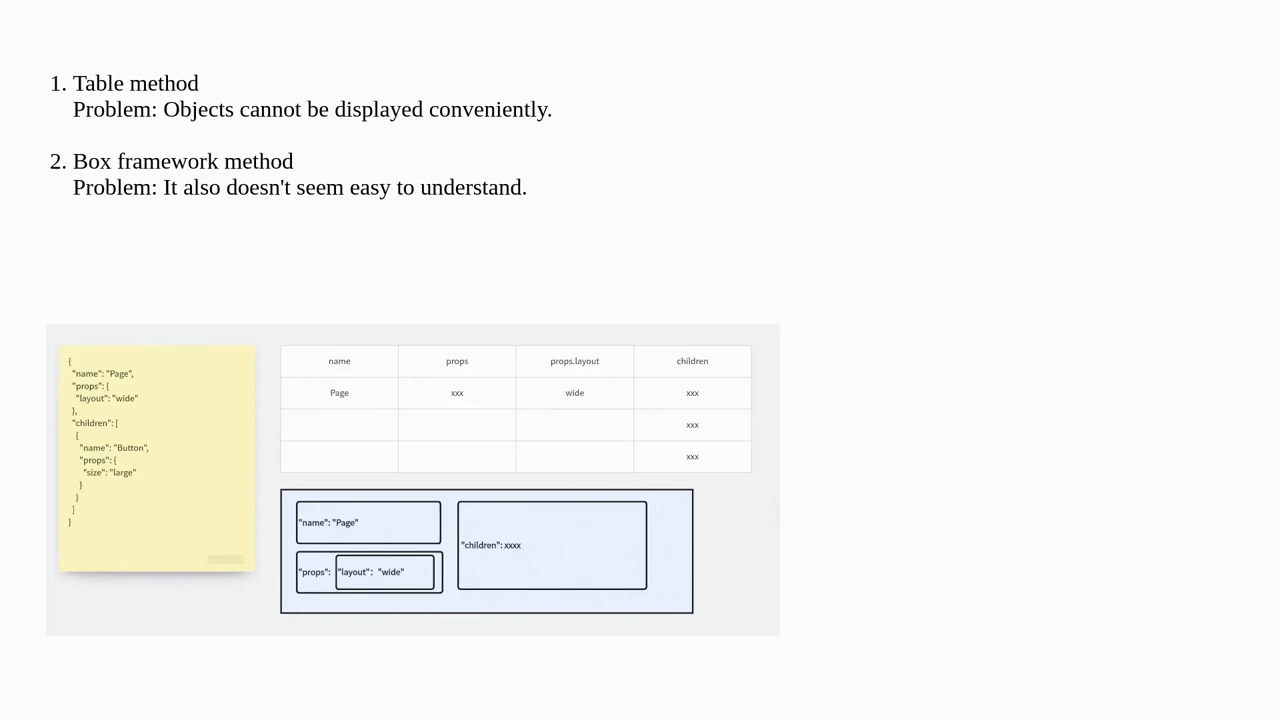 1. Table method
Problem: Objects cannot be displayed conveniently.
2. Box framework method
Problem: It also doesn't seem easy to understand.
{
"name": "Page",
"props": {
"layout": "wide"
},
"children": [
{
"name": "Button",
"props": {
"size": "large"
}
}
]
}
name props props.layout children
Page xxx wide xxx
xxx
xxx
"name": "Page"
"props": "layout": "wide"
"children": xxxx